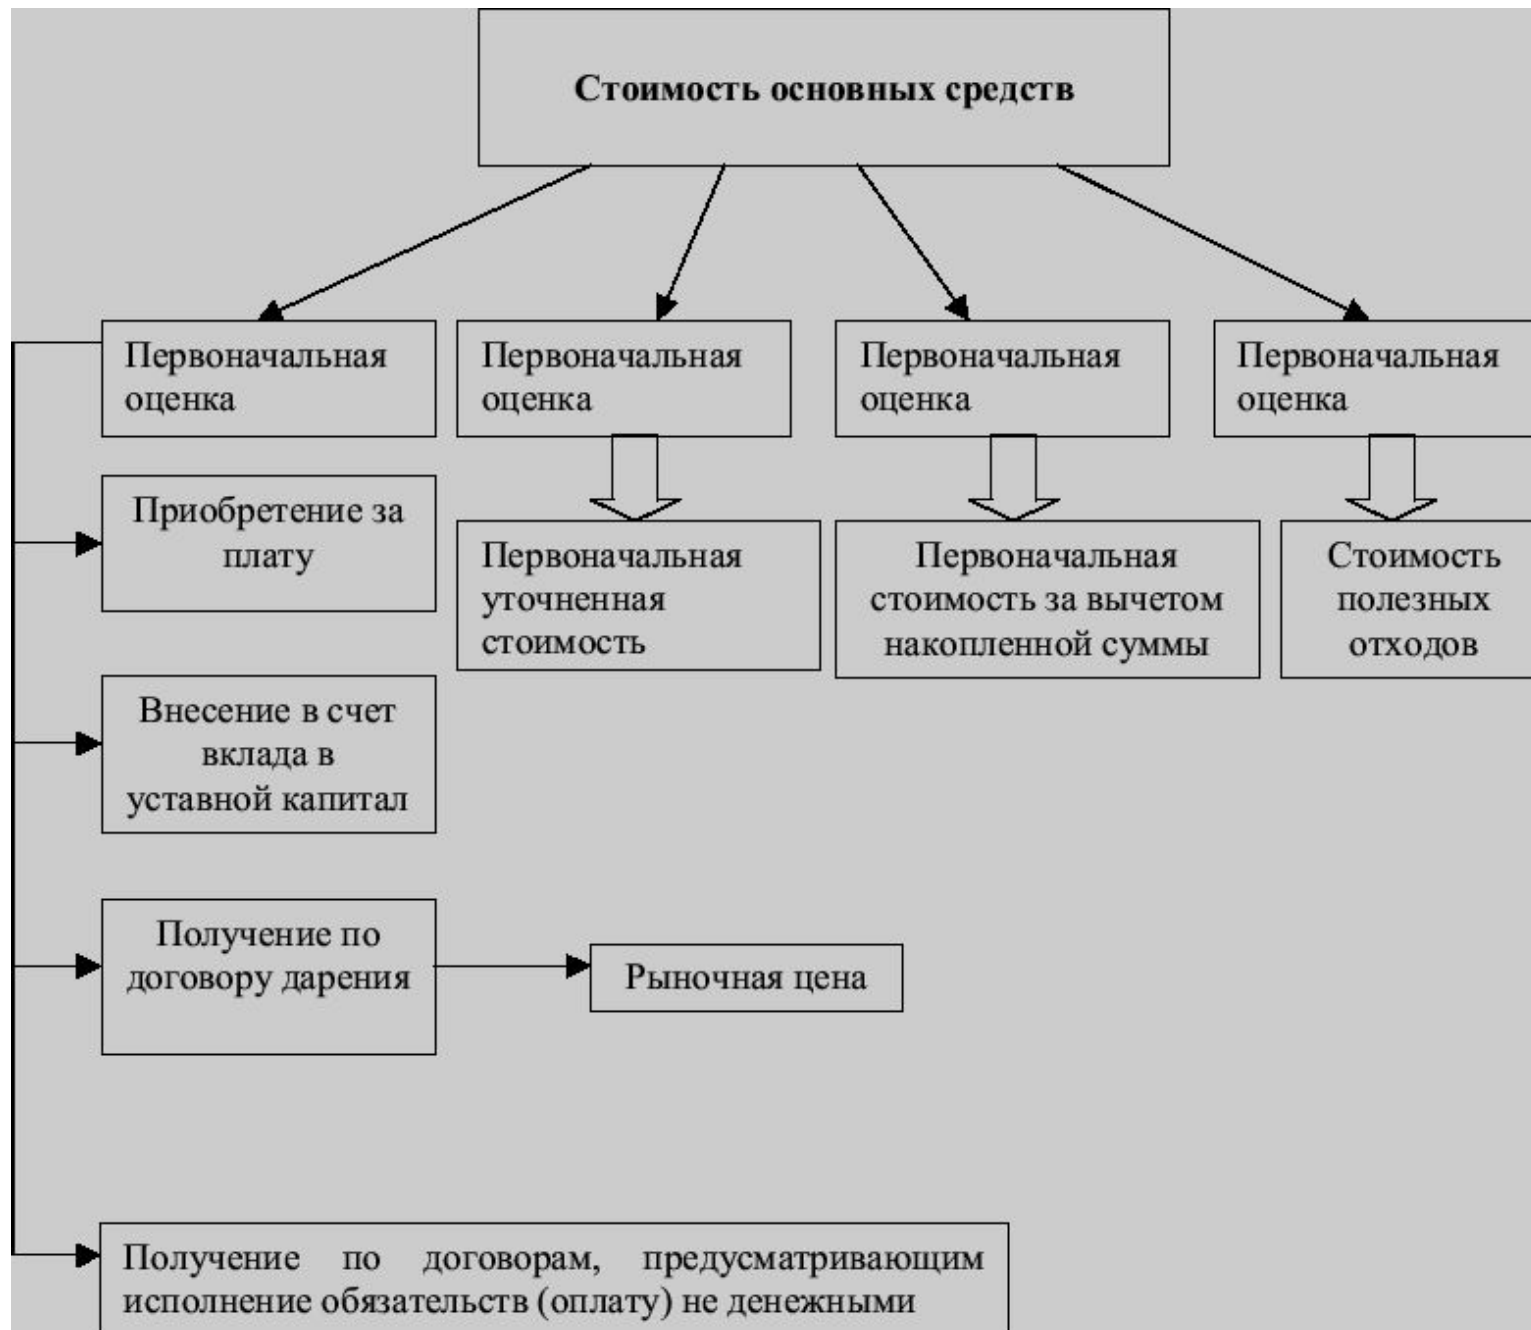 Стоимость основных средств
Первоначальная
оценка
Первоначальная
оценка
Первоначальная
оценка
Первоначальная
оценка
Приобретение за
плату
Первоначальная
уточненная
стоимость
Первоначальная
стоимость за вычетом
накопленной суммы
Стоимость
полезных
отходов
Внесение в счет
вклада в
уставной капитал
Получение по
договору дарения
Рыночная цена
Получение по договорам, предусматривающим
исполнение обязательств (оплату) не денежными